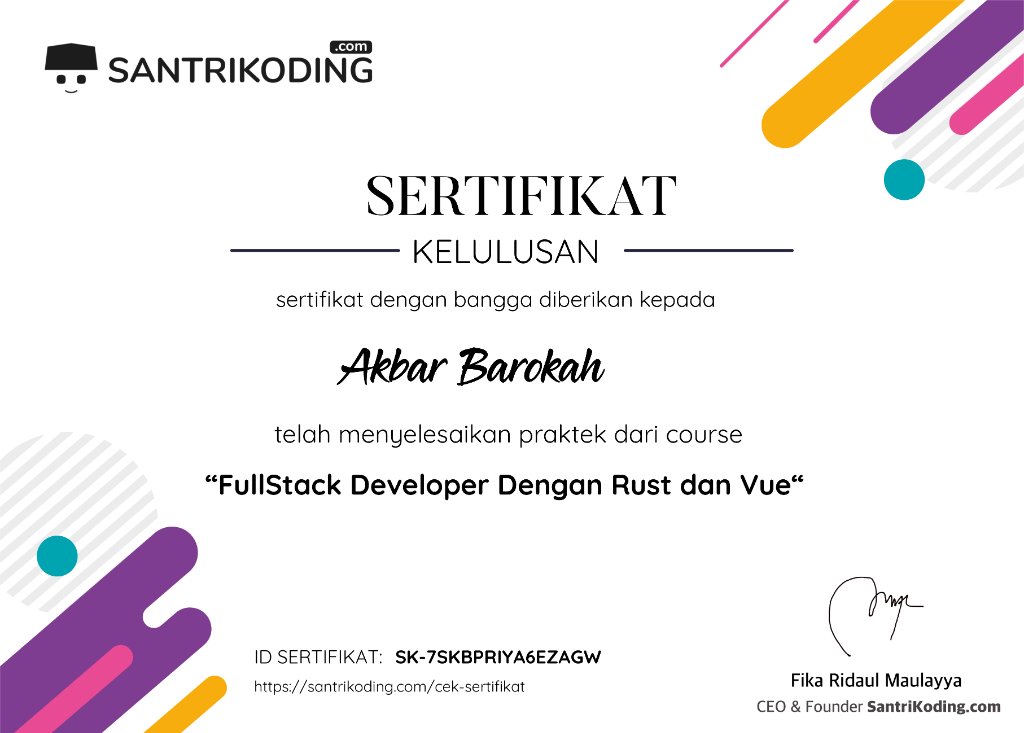 SANTRIKODING
.com
SERTIFIKAT
KELULUSAN
sertifikat dengan bangga diberikan kepada
Akbar Barokah
telah menyelesaikan praktek dari course
“FullStack Developer Dengan Rust dan Vue“
ID SERTIFIKAT: SK-7SKBPRIYA6EZAGW
https://santrikoding.com/cek-sertifikat
Fika Ridaul Maulayya
CEO & Founder SantriKoding.com